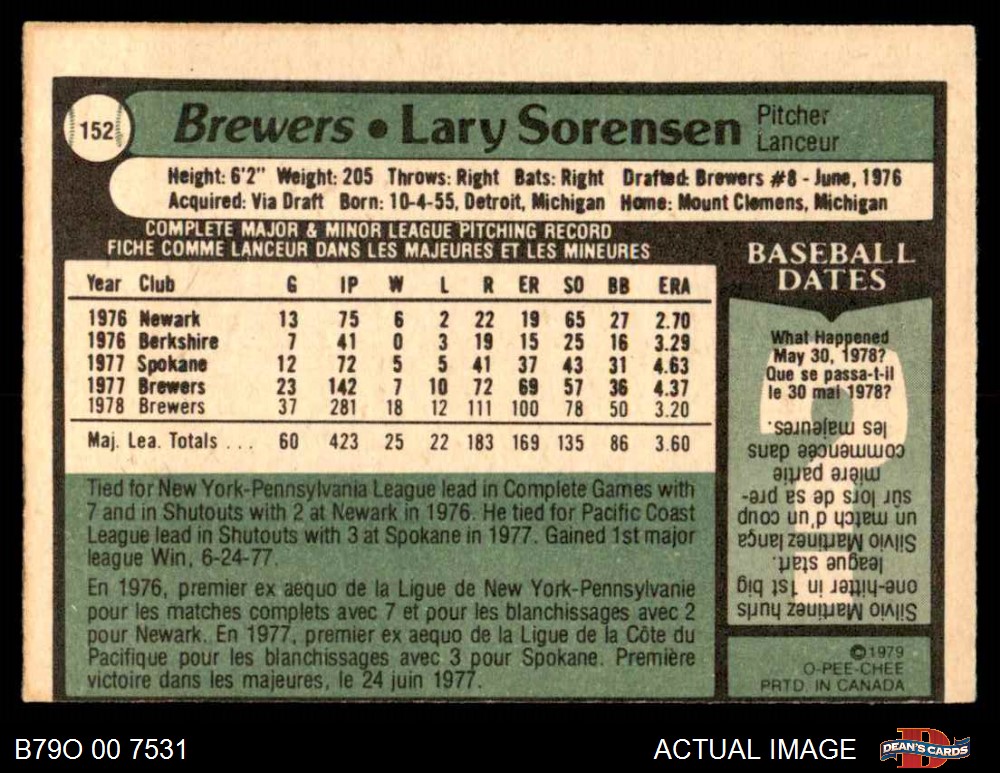 152
Brewers • Lary Sorensen
Pitcher
Lanceur
Height: 6'2" Weight: 205 Throws: Right Bats: Right Drafted: Brewers #8 - June, 1976
Acquired: Via Draft Born: 10-4-55, Detroit, Michigan Home: Mount Clemens, Michigan
COMPLETE MAJOR & MINOR LEAGUE PITCHING RECORD
FICHE COMME LANCEUR DANS LES MAJEURES ET LES MINEURES
Year Club G IP W L R ER SO BB ERA
1976 Newark 13 75 6 2 22 19 65 27 2.70
1976 Berkshire 7 41 0 3 19 15 25 16 3.29
1977 Spokane 12 72 5 5 41 37 43 31 4.63
1977 Brewers 23 142 7 10 72 69 57 36 4.37
1978 Brewers 37 281 18 12 111 100 78 50 3.20
Maj. Lea. Totals ... 60 423 25 22 183 169 135 86 3.60
Tied for New York-Pennsylvania League lead in Complete Games with
7 and in Shutouts with 2 at Newark in 1976. He tied for Pacific Coast
League lead in Shutouts with 3 at Spokane in 1977. Gained 1st major
league Win, 6-24-77.
En 1976, premier ex aequo de la Ligue de New York-Pennsylvanie
pour les matches complets avec 7 et pour les blanchissages avec 2
pour Newark. En 1977, premier ex aequo de la Ligue de la Côte du
Pacifique pour les blanchissages avec 3 pour Spokane. Première
victoire dans les majeures, le 24 juin 1977.
BASEBALL
DATES
What Happened
May 30, 1978?
Que se passa-t-il
le 30 mai 1978?
Silvio Martinez hurls
one-hitter in 1st big
league start.
Silvio Martinez lança
un match d'un coup
sûr lors de sa pre-
mière partie
commencée dans
les majeures.
©1979
O-PEE-CHEE
PRTD. IN CANADA
B79O 00 7531
ACTUAL IMAGE
DEAN'S CARDS